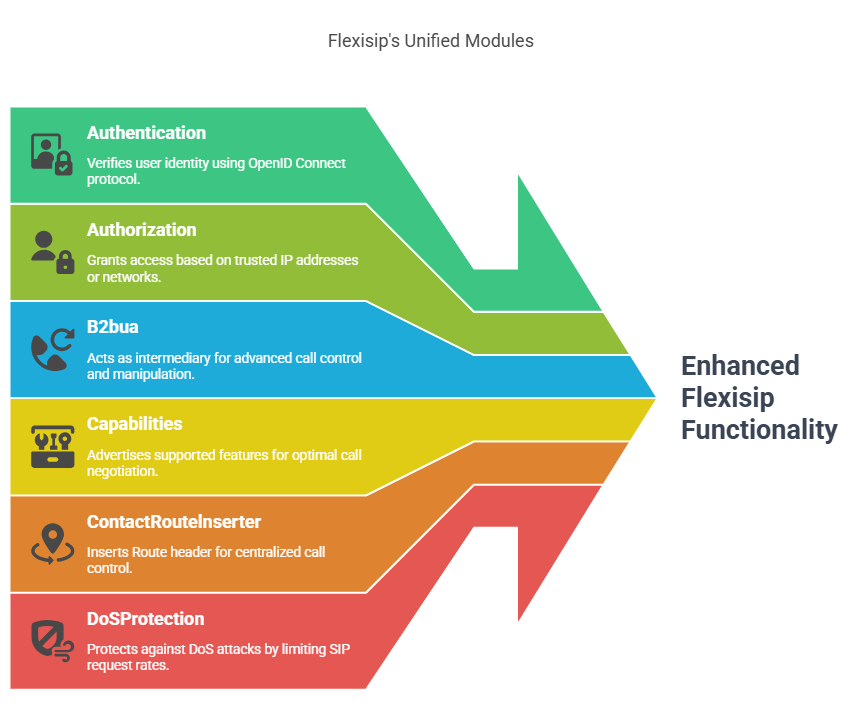 Flexisip's Unified Modules
Authentication
Verifies user identity using OpenID Connect
protocol.
Authorization
Grants access based on trusted IP addresses
or networks.
B2bua
Acts as intermediary for advanced call control
and manipulation.
Capabilities
Advertises supported features for optimal call
negotiation.
ContactRouteInserter
Inserts Route header for centralized call
control.
DoSProtection
Protects against DoS attacks by limiting SIP
request rates.
Enhanced
Flexisip
Functionality